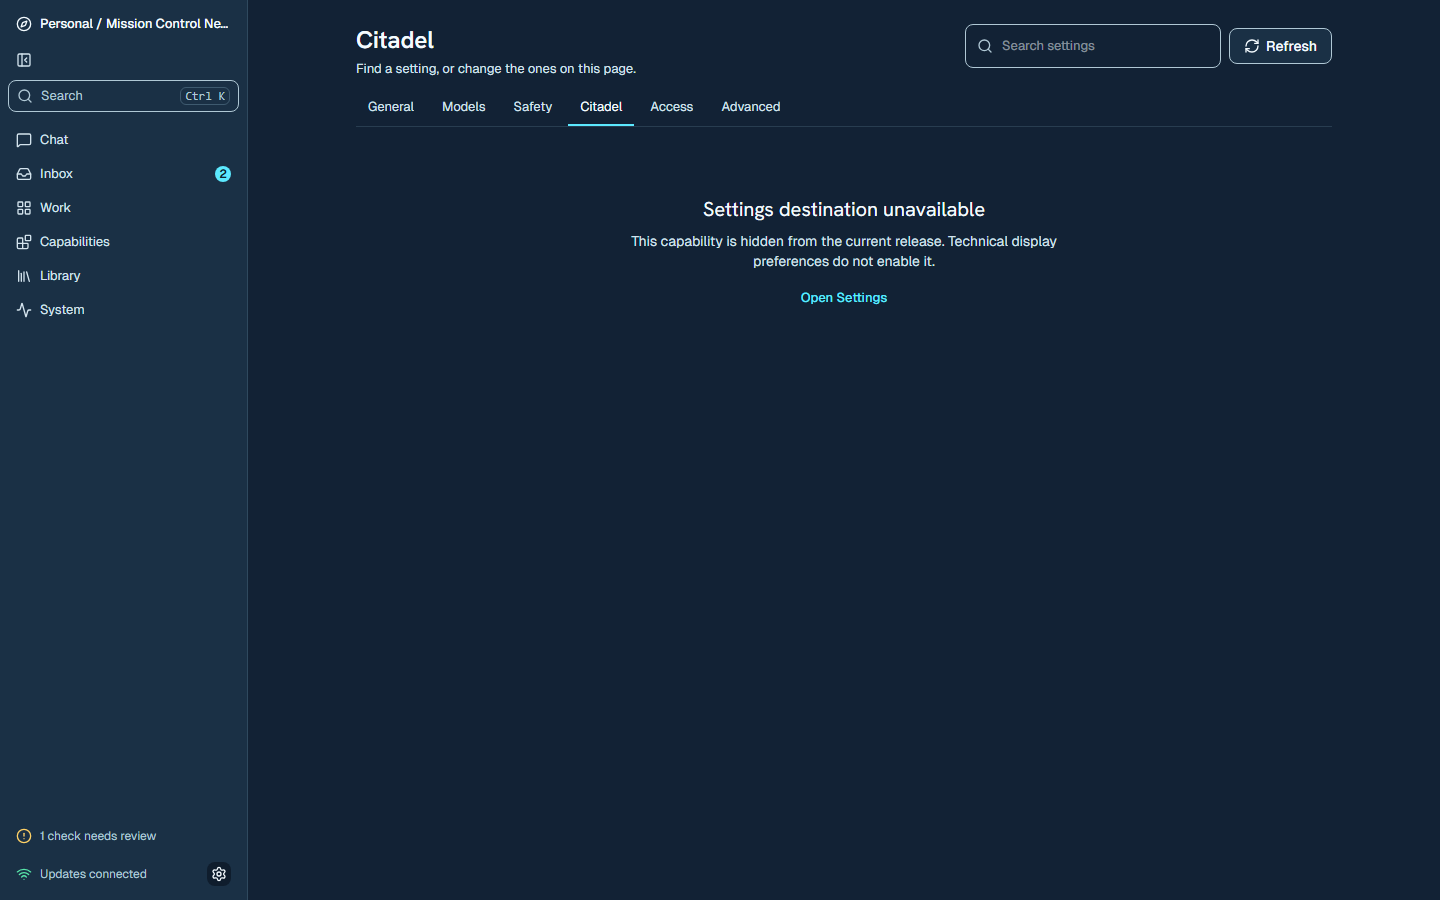 Personal / Mission Control Ne...
Search
Ctrl K
Chat
Inbox
2
Work
Capabilities
Library
System
1 check needs review
Updates connected
Citadel
Find a setting, or change the ones on this page.
Search settings
Refresh
General
Models
Safety
Citadel
Access
Advanced
Settings destination unavailable
This capability is hidden from the current release. Technical display
preferences do not enable it.
Open Settings